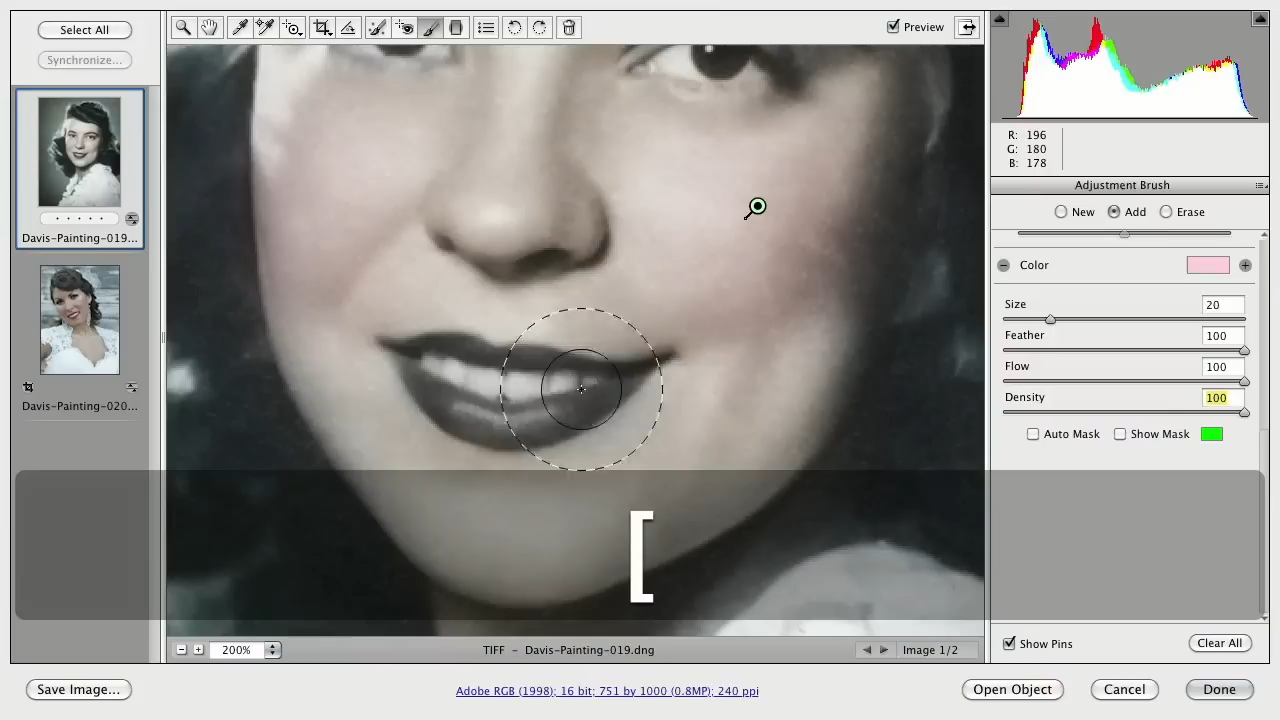 Select All
Synchronize...
Davis-Painting-019...
Davis-Painting-020...
Preview
R: 196
G: 180
B: 178
Adjustment Brush
New Add Erase
Color
Size 20
Feather 100
Flow 100
Density 100
Auto Mask Show Mask
[
200%
TIFF - Davis-Painting-019.dng
Image 1/2
Show Pins
Clear All
Save Image...
Adobe RGB (1998); 16 bit; 751 by 1000 (0.8MP); 240 ppi
Open Object
Cancel
Done